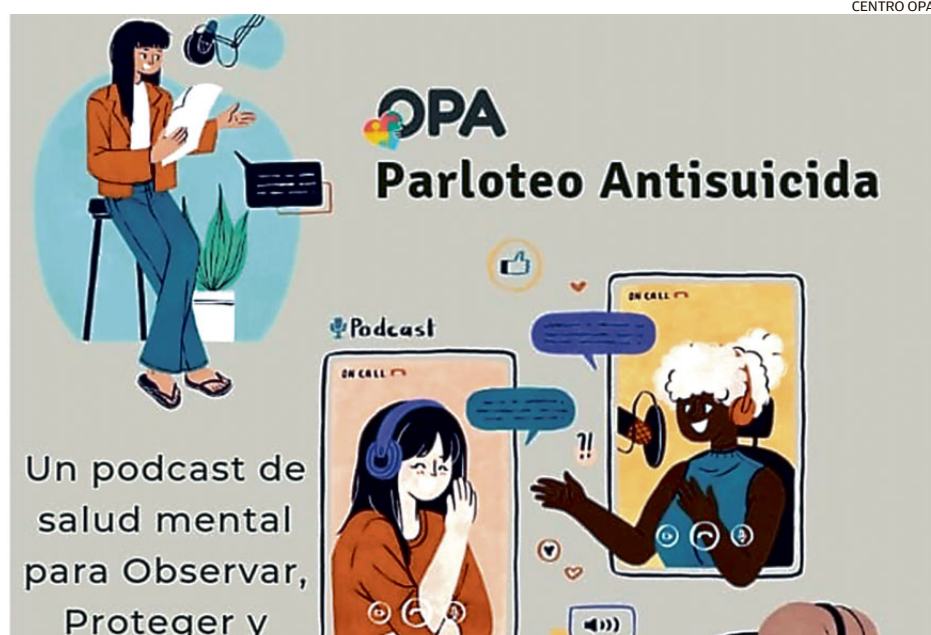 CENTRO OPA
OPA
Parloteo Antisuicida
ON CALL
Podcast
ON CALL
?!
Un podcast de
salud mental
para Observar,
Proteger y